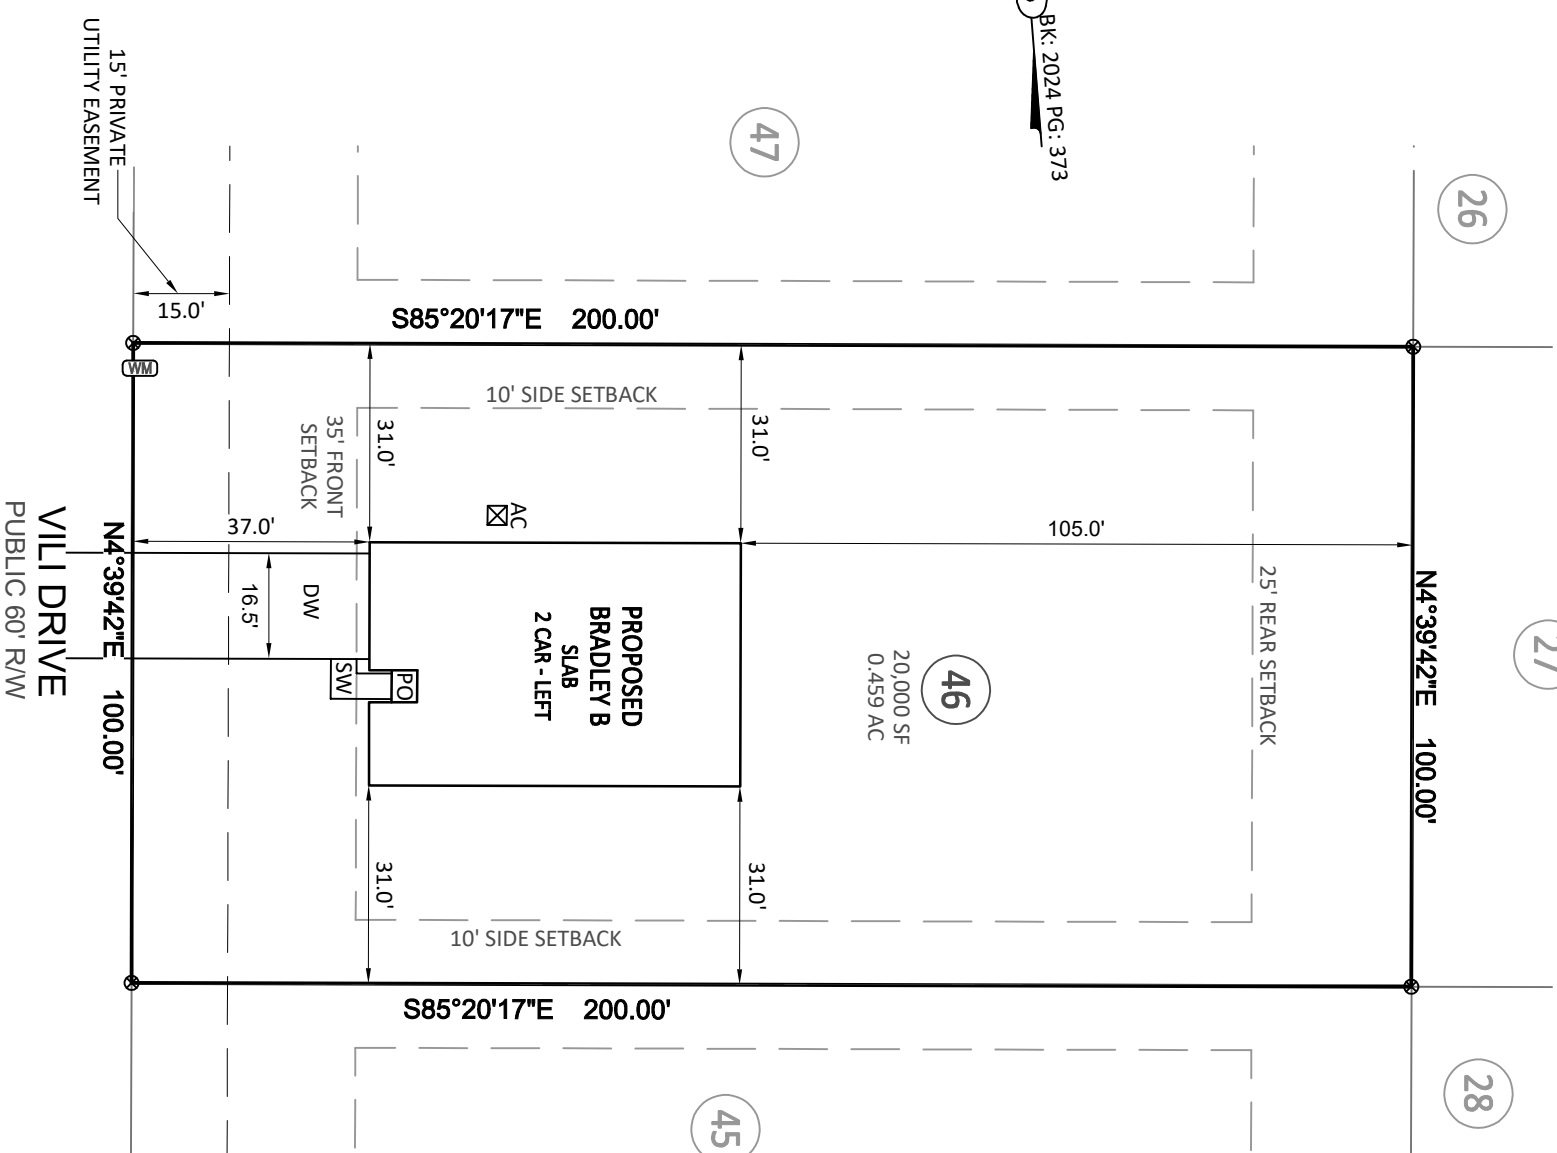 BK: 2024 PG: 373
47
26
15' PRIVATE
UTILITY EASEMENT
15.0'
S85°20'17"E 200.00'
WM
10' SIDE SETBACK
35' FRONT
SETBACK
31.0'
31.0'
AC
37.0'
105.0'
16.5'
DW
SW
PO
PROPOSED
BRADLEY B
SLAB
2 CAR - LEFT
46
20,000 SF
0.459 AC
25' REAR SETBACK
N4°39'42"E 100.00'
27
N4°39'42"E 100.00'
VILI DRIVE
PUBLIC 60' R/W
31.0'
31.0'
10' SIDE SETBACK
S85°20'17"E 200.00'
45
28